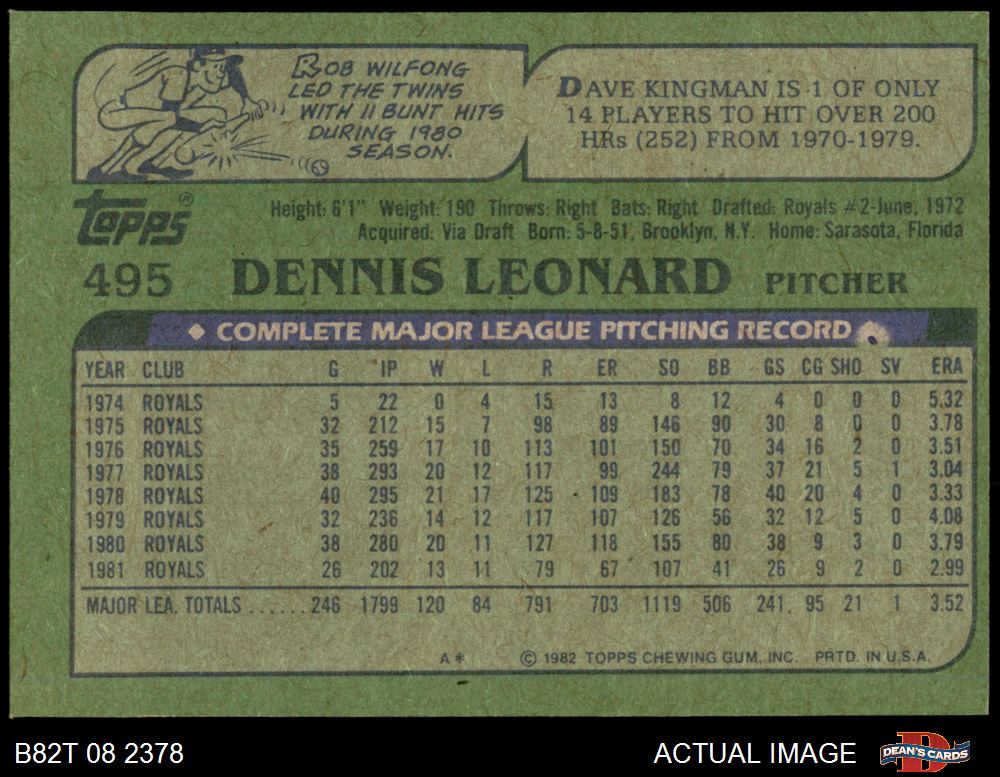 ROB WILFONG
LED THE TWINS
WITH 11 BUNT HITS
DURING 1980
SEASON.
DAVE KINGMAN IS 1 OF ONLY
14 PLAYERS TO HIT OVER 200
HRs (252) FROM 1970-1979.
topps®
Height: 6'1" Weight: 190 Throws: Right Bats: Right Drafted: Royals #2-June, 1972
Acquired: Via Draft Born: 5-8-51, Brooklyn, N.Y. Home: Sarasota, Florida
495 DENNIS LEONARD PITCHER
◆ COMPLETE MAJOR LEAGUE PITCHING RECORD
YEAR CLUB G IP W L R ER SO BB GS CG SHO SV ERA
1974 ROYALS 5 22 0 4 15 13 8 12 4 0 0 0 5.32
1975 ROYALS 32 212 15 7 98 89 146 90 30 8 0 0 3.78
1976 ROYALS 35 259 17 10 113 101 150 70 34 16 2 0 3.51
1977 ROYALS 38 293 20 12 117 99 244 79 37 21 5 1 3.04
1978 ROYALS 40 295 21 17 125 109 183 78 40 20 4 0 3.33
1979 ROYALS 32 236 14 12 117 107 126 56 32 12 5 0 4.08
1980 ROYALS 38 280 20 11 127 118 155 80 38 9 3 0 3.79
1981 ROYALS 26 202 13 11 79 67 107 41 26 9 2 0 2.99
MAJOR LEA. TOTALS ...... 246 1799 120 84 791 703 1119 506 241 95 21 1 3.52
A* © 1982 TOPPS CHEWING GUM, INC. PRTD. IN U.S.A.
B82T 08 2378 ACTUAL IMAGE DEAN'S CARDS